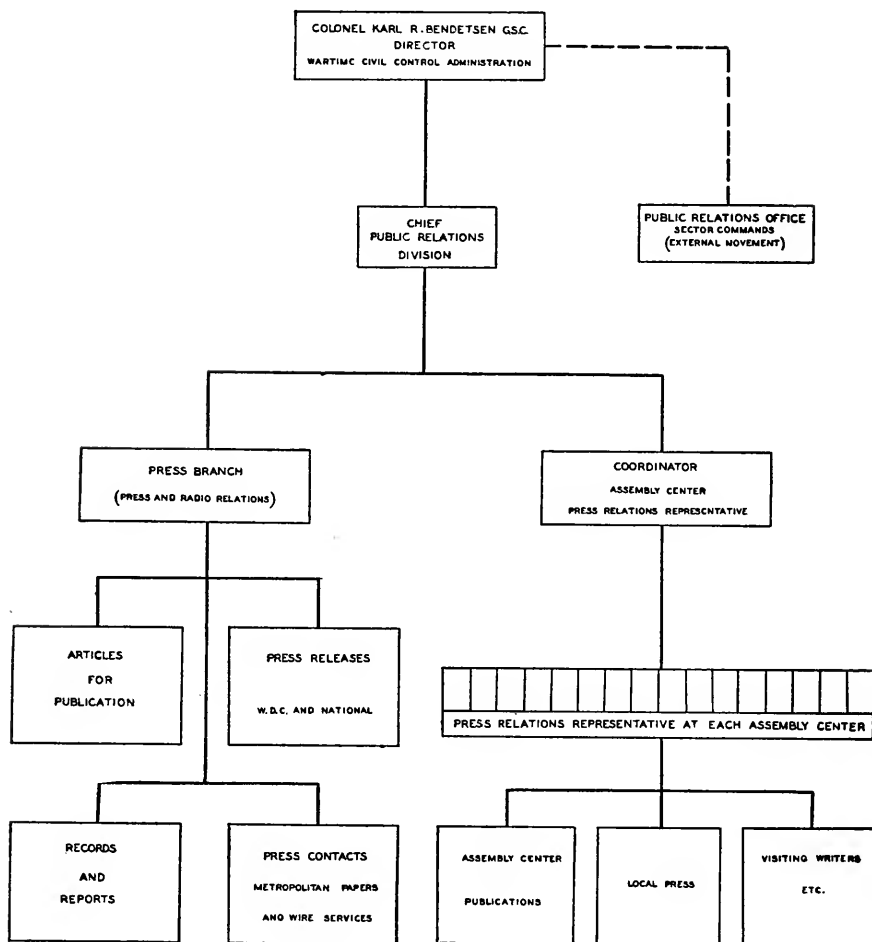 COLONEL KARL R. BENDETSEN G.S.C.
DIRECTOR
WARTIME CIVIL CONTROL ADMINISTRATION
CHIEF
PUBLIC RELATIONS
DIVISION
PUBLIC RELATIONS OFFICE
SECTOR COMMANDS
(EXTERNAL MOVEMENT)
PRESS BRANCH
(PRESS AND RADIO RELATIONS)
COORDINATOR
ASSEMBLY CENTER
PRESS RELATIONS REPRESENTATIVE
ARTICLES
FOR
PUBLICATION
PRESS RELEASES
W.D.C. AND NATIONAL
PRESS RELATIONS REPRESENTATIVE AT EACH ASSEMBLY CENTER
RECORDS
AND
REPORTS
PRESS CONTACTS
METROPOLITAN PAPERS
AND WIRE SERVICES
ASSEMBLY CENTER
PUBLICATIONS
LOCAL PRESS
VISITING WRITERS
ETC.